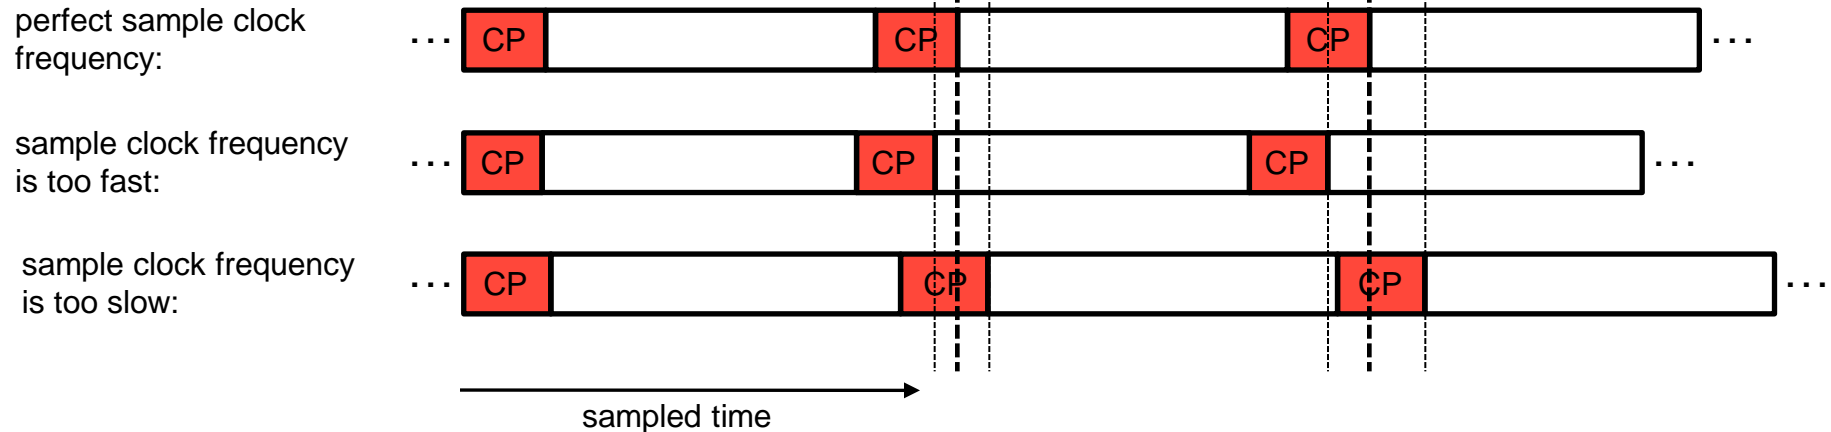 perfect sample clock
frequency:
... CP CP CP ...
sample clock frequency
is too fast:
... CP CP CP ...
sample clock frequency
is too slow:
... CP CP CP ...
sampled time